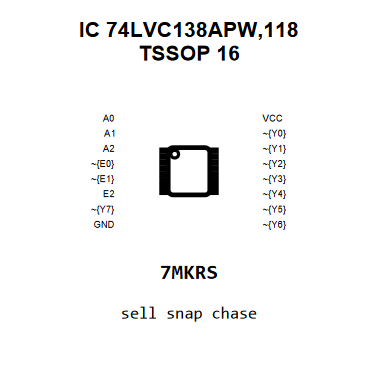 IC 74LVC138APW,118
TSSOP 16
A0
A1
A2
~{E0}
~{E1}
E2
~{Y7}
GND
VCC
~{Y0}
~{Y1}
~{Y2}
~{Y3}
~{Y4}
~{Y5}
~{Y6}
7MKRS
sell snap chase